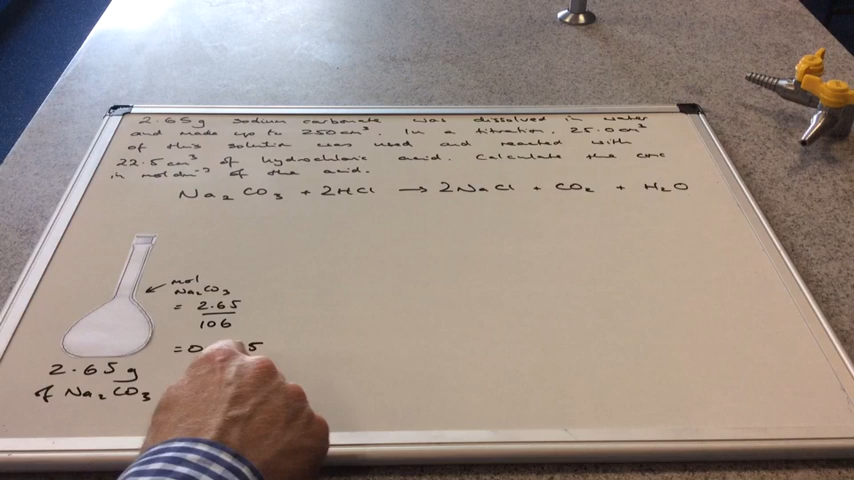 2.65g sodium carbonate was dissolved in water
and made up to 250cm³. In a titration, 25.0cm³
of this solution was used and reacted with
22.5cm³ of hydrochloric acid. Calculate the conc
in moldm⁻³ of the acid.
Na₂CO₃ + 2HCl → 2NaCl + CO₂ + H₂O
mol
Na₂CO₃
= 2.65
106
= 0 5
2.65g
of Na₂CO₃